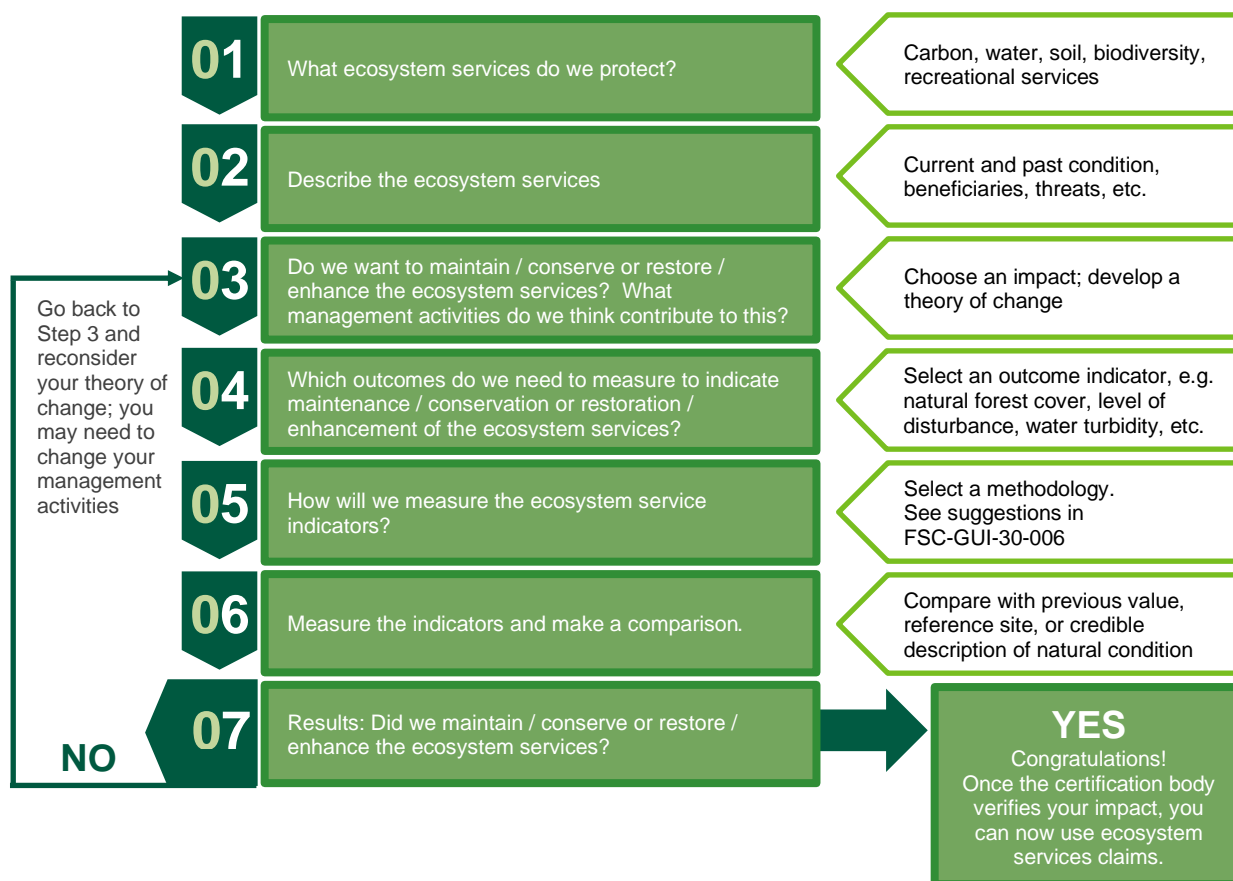 01
What ecosystem services do we protect?
Carbon, water, soil, biodiversity,
recreational services
02
Describe the ecosystem services
Current and past condition,
beneficiaries, threats, etc.
03
Do we want to maintain / conserve or restore /
enhance the ecosystem services?  What
management activities do we think contribute to this?
Choose an impact; develop a
theory of change
Go back to
Step 3 and
reconsider
your theory of
change; you
may need to
change your
management
activities
04
Which outcomes do we need to measure to indicate
maintenance / conservation or restoration /
enhancement of the ecosystem services?
Select an outcome indicator, e.g.
natural forest cover, level of
disturbance, water turbidity, etc.
05
How will we measure the ecosystem service
indicators?
Select a methodology.
See suggestions in
FSC-GUI-30-006
06
Measure the indicators and make a comparison.
Compare with previous value,
reference site, or credible
description of natural condition
07
Results: Did we maintain / conserve or restore /
enhance the ecosystem services?
NO
YES
Congratulations!
Once the certification body
verifies your impact, you
can now use ecosystem
services claims.